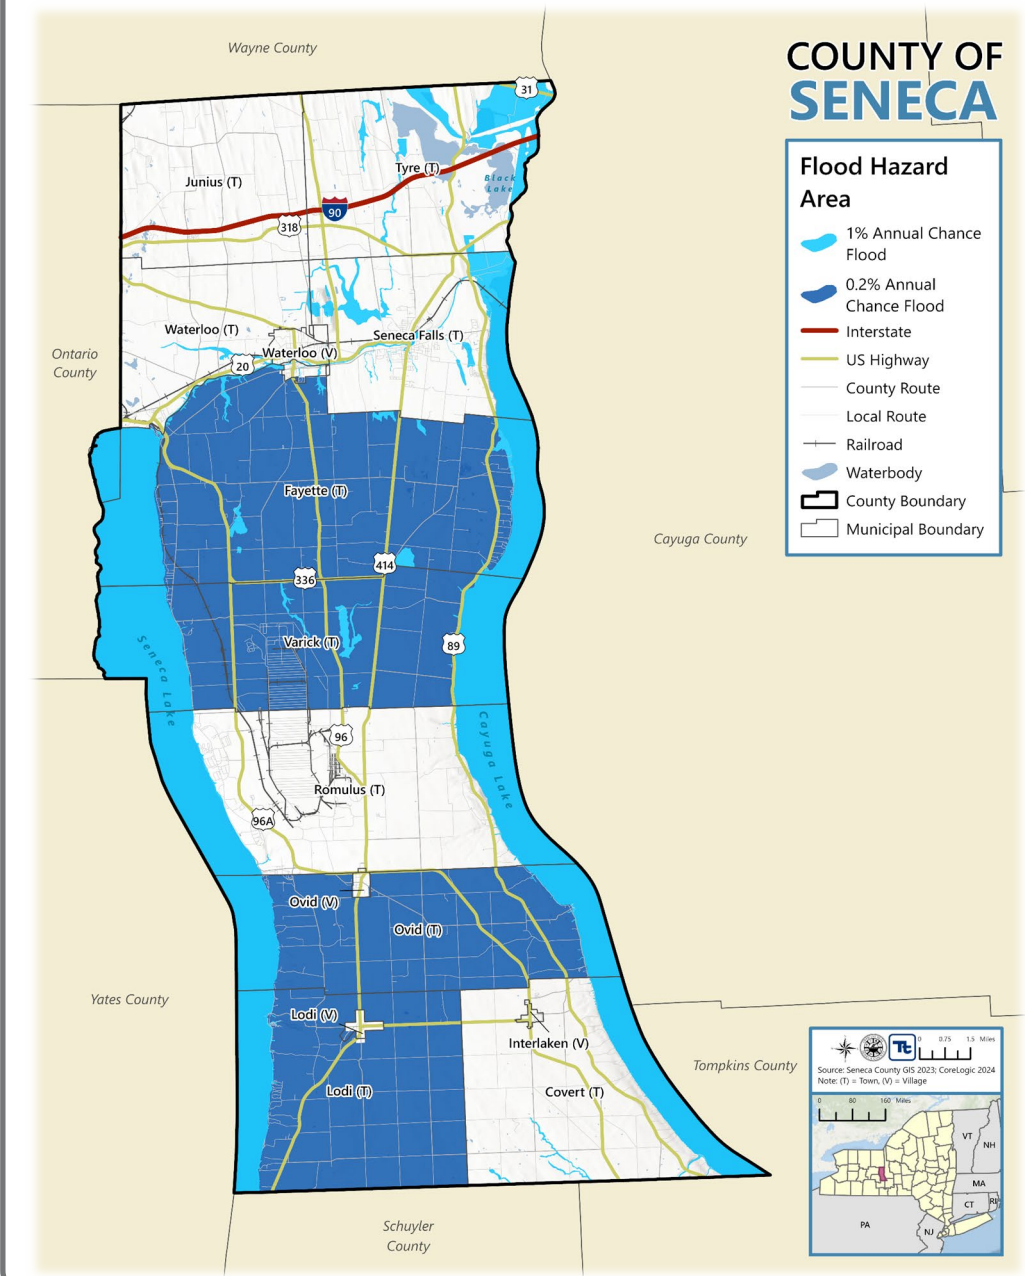 Wayne County
COUNTY OF
SENECA
31
Flood Hazard
Area
1% Annual Chance
Flood
0.2% Annual
Chance Flood
Interstate
US Highway
County Route
Local Route
Railroad
Waterbody
County Boundary
Municipal Boundary
Tyre (T)
Junius (T)
Black
Lake
90
318
Waterloo (T)
Seneca Falls (T)
Waterloo (V)
Ontario
County
20
Fayette (T)
Cayuga County
414
336
Varick (T)
89
Seneca Lake
96
Cayuga Lake
Romulus (T)
96A
Ovid (V)
Ovid (T)
Yates County
Lodi (V)
Interlaken (V)
Tompkins County
Lodi (T)
Covert (T)
Schuyler
County
Tt
0 0.75 1.5 Miles
Source: Seneca County GIS 2023; CoreLogic 2024
Note: (T) = Town, (V) = Village
0 80 160 Miles
VT
NH
MA
CT
RI
PA
NJ